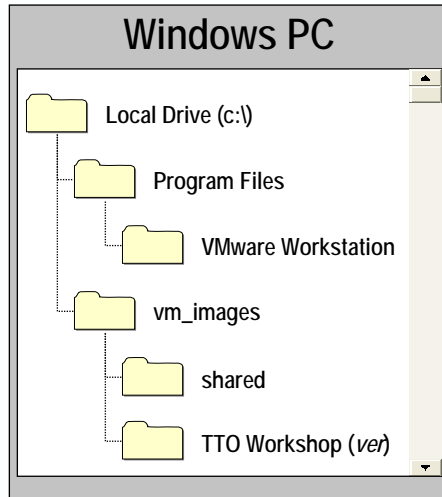 Windows PC
Local Drive (c:\)
Program Files
VMware Workstation
vm_images
shared
TTO Workshop (ver)